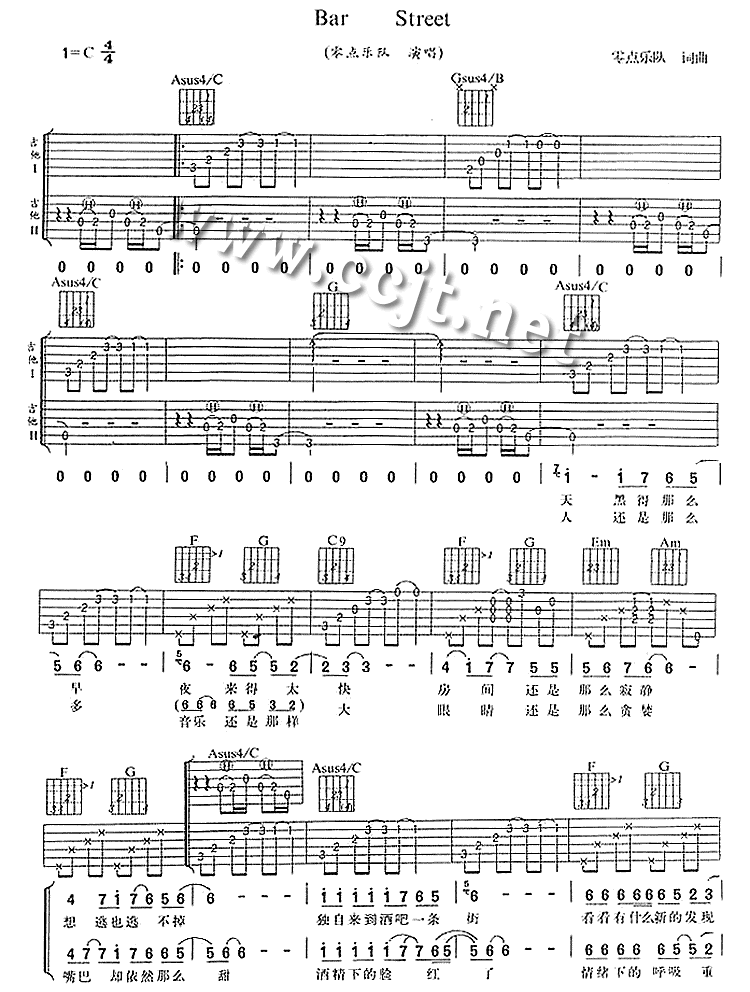 Bar Street
1=C 4/4 (零点乐队 演唱) 零点乐队 词曲
Asus4/C Gsus4/B
吉他 I
吉他 II
0 0 0 0 0 0 0 0 0 0 0 0 0 0 0 0
www.ccjt.net
Asus4/C G Asus4/C
吉他 I
吉他 II
0 0 0 0 0 0 0 0 0 0 0 0 0 0 0 0 i - i 7 6 5
天 黑得那么
人 还是那么
F G C9 F G Em Am
5 6 6 - - 6 - 6 5 5 2 2 3 3 - - 4 i 7 7 5 5 5 6 7 6 6 -
早 夜 来得太 快 房 间 还是 那么寂静
多 (6 6 6 6 5 3 2) 大 眼 睛 还是 那么贪婪
音乐 还是那样
F G Asus4/C Asus4/C F G
4 7 i 7 6 5 6 6 - - - i i i i i 7 6 5 6 - - - 6 6 6 6 6 6 5 2 3
想 逃也逃 不掉 独自来到酒吧一条 街 看看有什么新的发现
4 7 7 i 7 6 5 6 5 6 6 - - i i i i 7 7 6 5 5 6 6 - - 6 6 6 6 6 5 5 2
嘴巴 却依然那么 甜 酒精下的脸 红 了 情绪下的呼吸 重